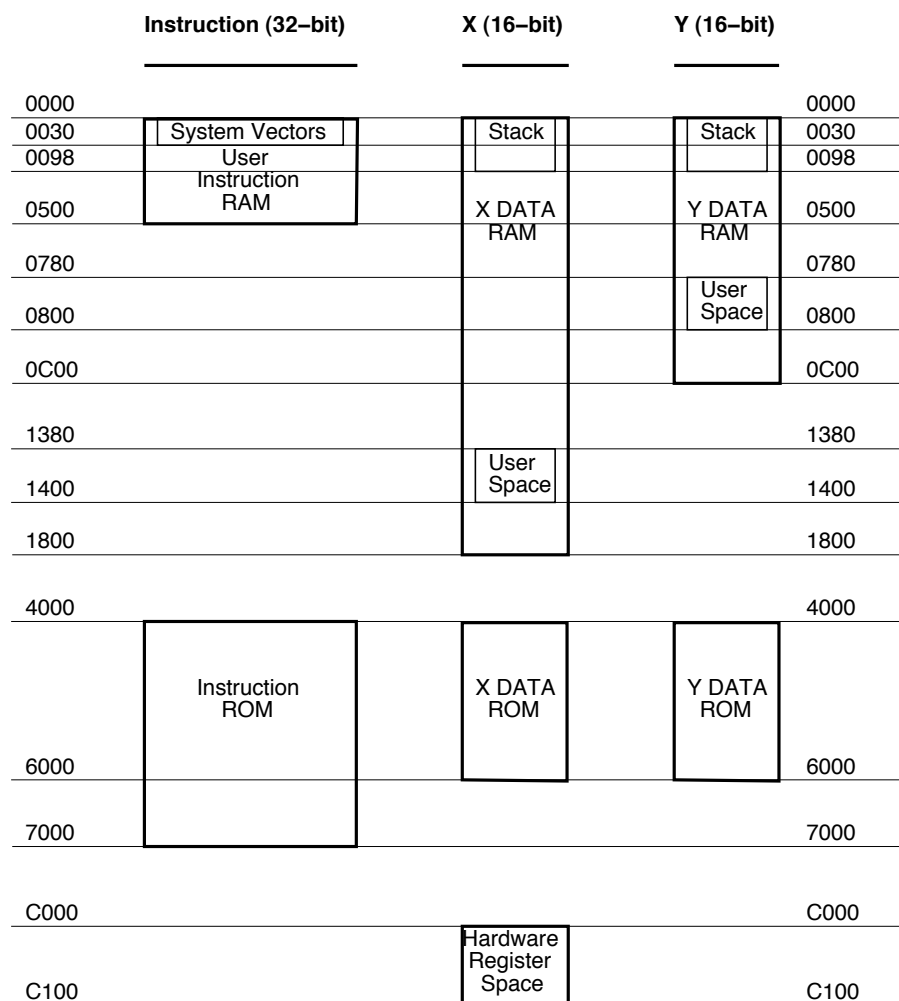 Instruction (32–bit) X (16–bit) Y (16–bit)
0000 0000
0030 System Vectors Stack Stack 0030
0098 User 0098
Instruction
0500 RAM X DATA Y DATA 0500
RAM RAM
0780 0780
User
0800 Space 0800
0C00 0C00
1380 1380
User
1400 Space 1400
1800 1800
4000 4000
Instruction X DATA Y DATA
ROM ROM ROM
6000 6000
7000 7000
C000 C000
Hardware
Register
C100 Space C100